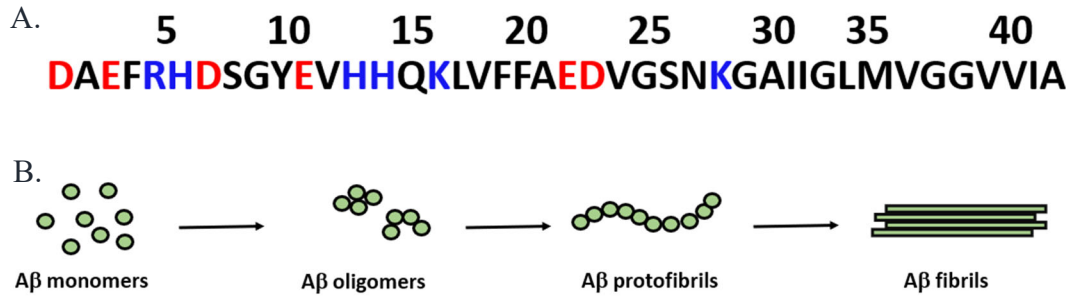 A.
5 10 15 20 25 30 35 40
DAEFRHDSGYEVHHQKLVFFAEDVGSNKGAIIGLMVGGVVIA
B.
Aβ monomers Aβ oligomers Aβ protofibrils Aβ fibrils